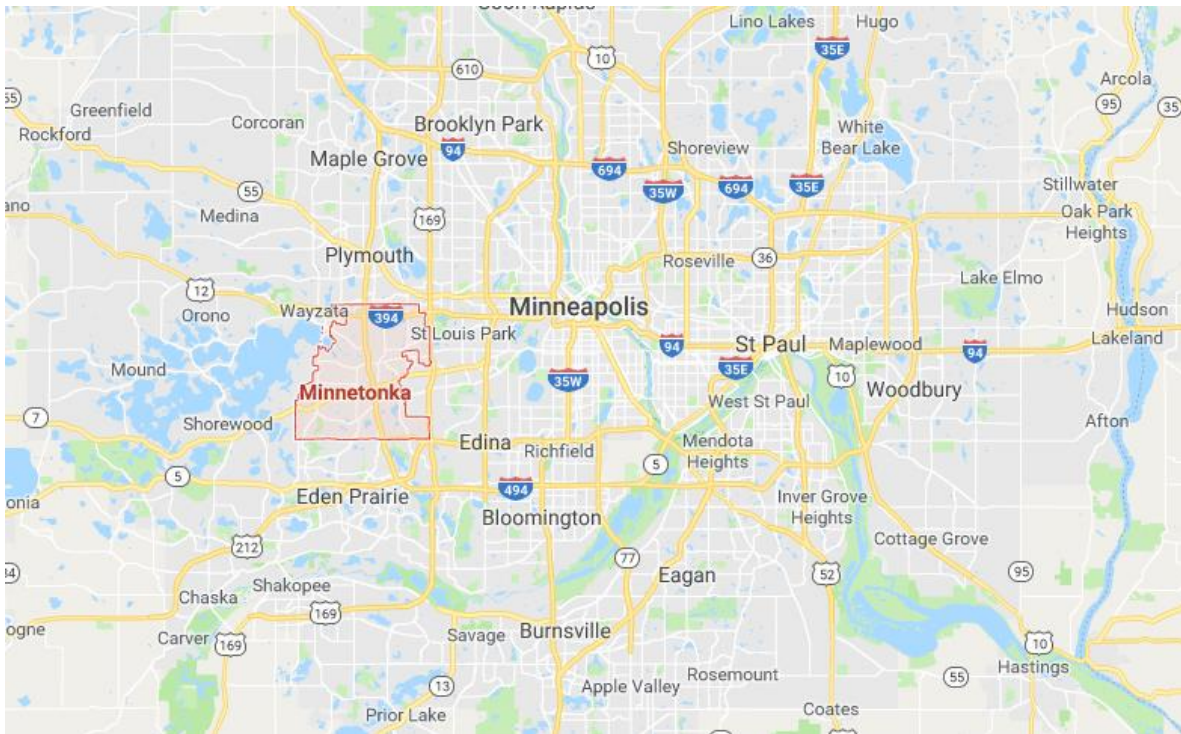 Lino Lakes
Hugo
35E
10
610
Arcola
95
35
55
Greenfield
Corcoran
Rockford
Brooklyn Park
94
Maple Grove
Shoreview
White
Bear Lake
694
35W
694
35E
Stillwater
55
Medina
169
Oak Park
Heights
Plymouth
Roseville
36
Lake Elmo
12
Orono
Wayzata
394
Minneapolis
Hudson
St Louis Park
94
St Paul
Maplewood
94
Lakeland
Mound
35W
35E
10
Woodbury
Minnetonka
West St Paul
7
Shorewood
Edina
Richfield
Mendota
Heights
Afton
5
5
Eden Prairie
494
Inver Grove
Heights
onia
Bloomington
212
77
Cottage Grove
Eagan
52
95
Shakopee
Chaska
169
ogne
Carver
169
Savage
Burnsville
10
Hastings
Rosemount
55
13
Apple Valley
Prior Lake
Coates